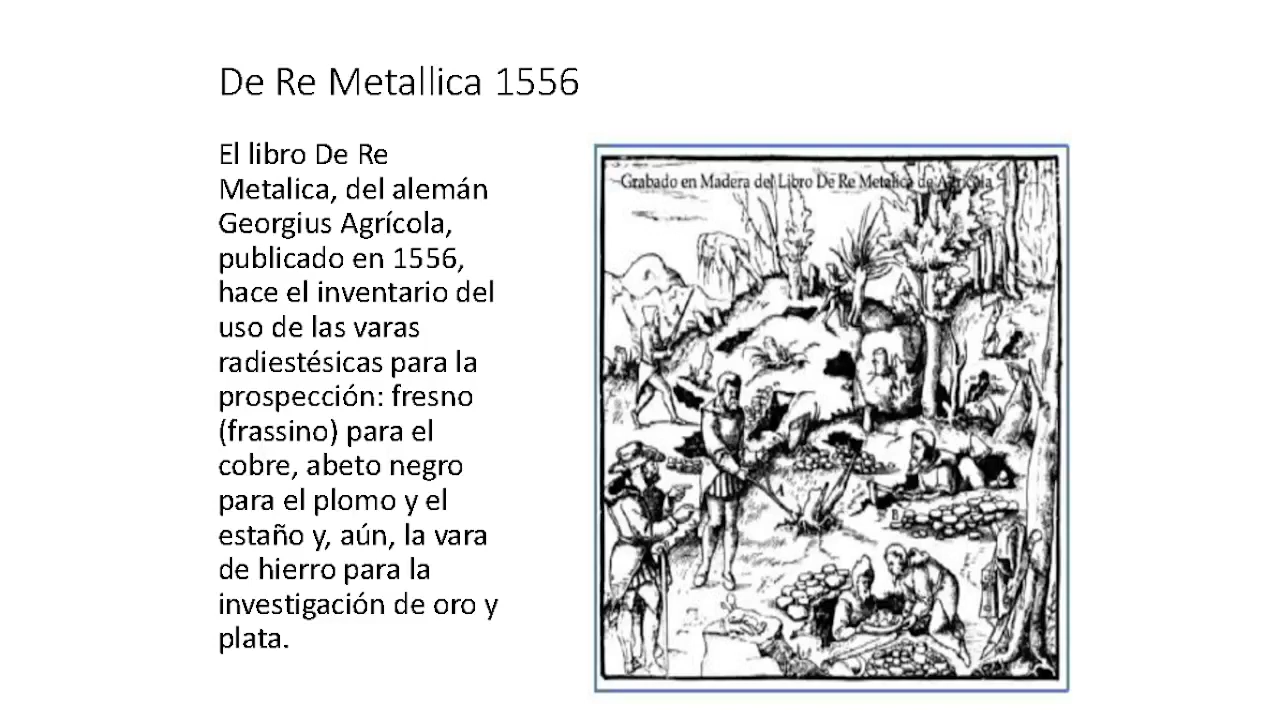 De Re Metallica 1556
El libro De Re
Metalica, del alemán
Georgius Agrícola,
publicado en 1556,
hace el inventario del
uso de las varas
radiestésicas para la
prospección: fresno
(frassino) para el
cobre, abeto negro
para el plomo y el
estaño y, aún, la vara
de hierro para la
investigación de oro y
plata.
Grabado en Madera del Libro De Re Metalica de Agricola